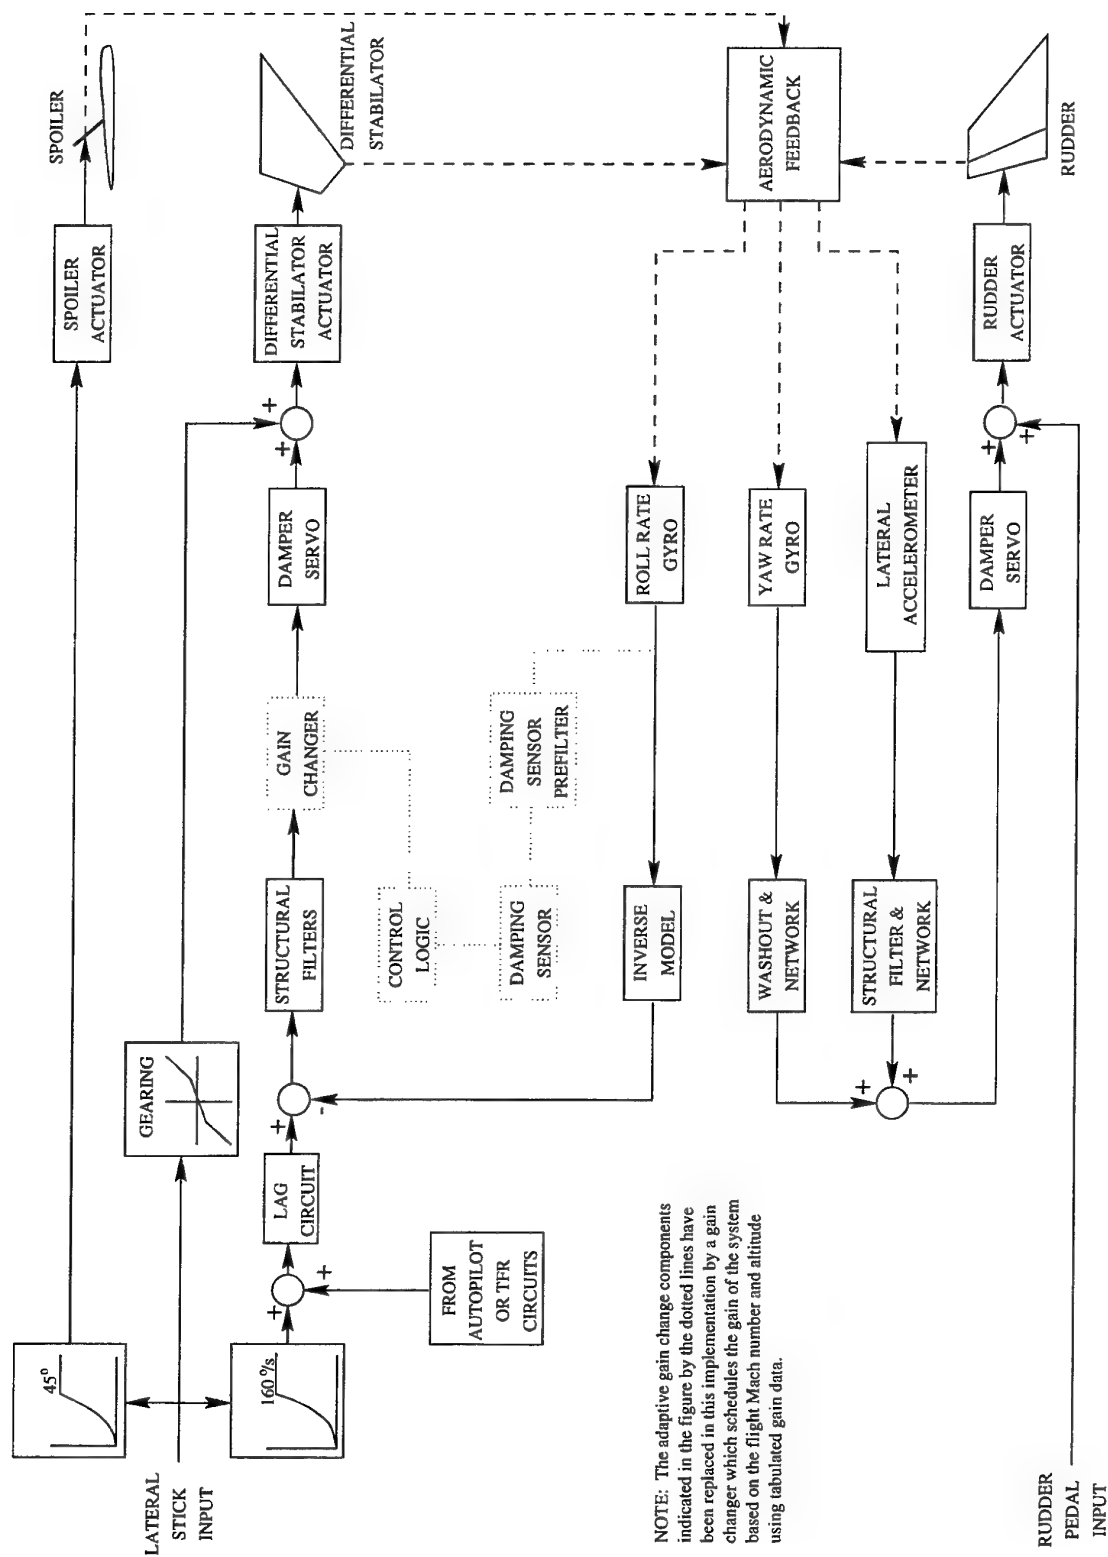 LATERAL
STICK
INPUT
45°
160 °/s
GEARING
SPOILER
ACTUATOR
SPOILER
FROM
AUTOPILOT
OR TFR
CIRCUITS
+
+
LAG
CIRCUIT
+
-
STRUCTURAL
FILTERS
GAIN
CHANGER
DAMPER
SERVO
+
+
DIFFERENTIAL
STABILATOR
ACTUATOR
DIFFERENTIAL
STABILATOR
CONTROL
LOGIC
DAMPING
SENSOR
DAMPING
SENSOR
PREFILTER
INVERSE
MODEL
ROLL RATE
GYRO
AERODYNAMIC
FEEDBACK
WASHOUT &
NETWORK
YAW RATE
GYRO
STRUCTURAL
FILTER &
NETWORK
LATERAL
ACCELEROMETER
+
+
DAMPER
SERVO
+
+
RUDDER
ACTUATOR
RUDDER
NOTE: The adaptive gain change components
indicated in the figure by the dotted lines have
been replaced in this implementation by a gain
changer which schedules the gain of the system
based on the flight Mach number and altitude
using tabulated gain data.
RUDDER
PEDAL
INPUT